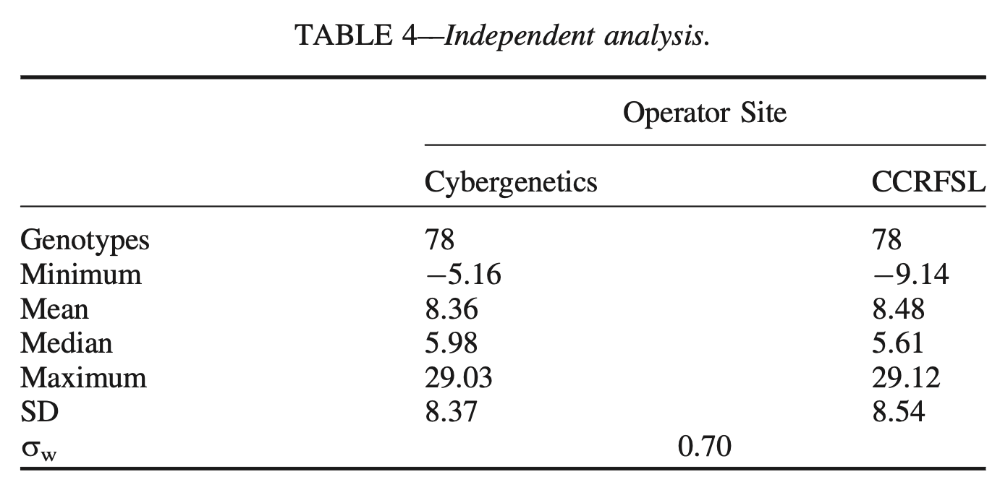 TABLE 4—Independent analysis.
Operator Site
Cybergenetics CCRFSL
Genotypes 78 78
Minimum −5.16 −9.14
Mean 8.36 8.48
Median 5.98 5.61
Maximum 29.03 29.12
SD 8.37 8.54
σw 0.70